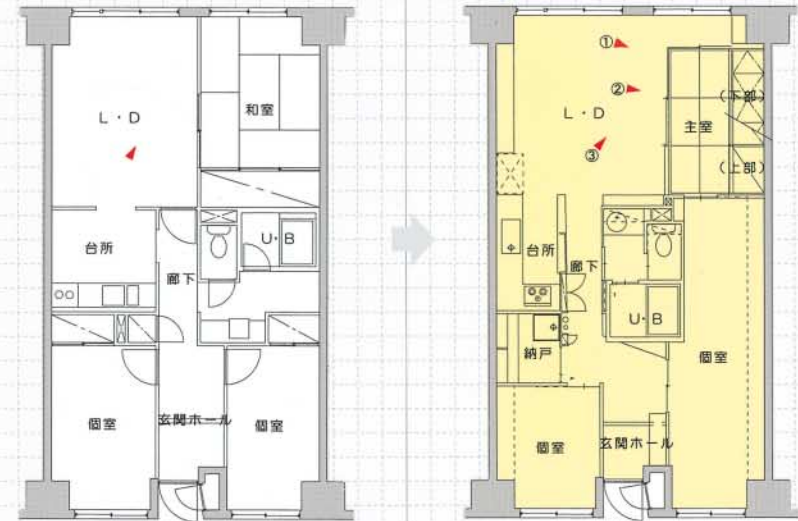 L・D
和室
台所
廊下
U・B
個室
玄関ホール
個室
①
②
L・D
③
主室
(下部)
(上部)
台所
廊下
U・B
納戸
個室
個室
玄関ホール